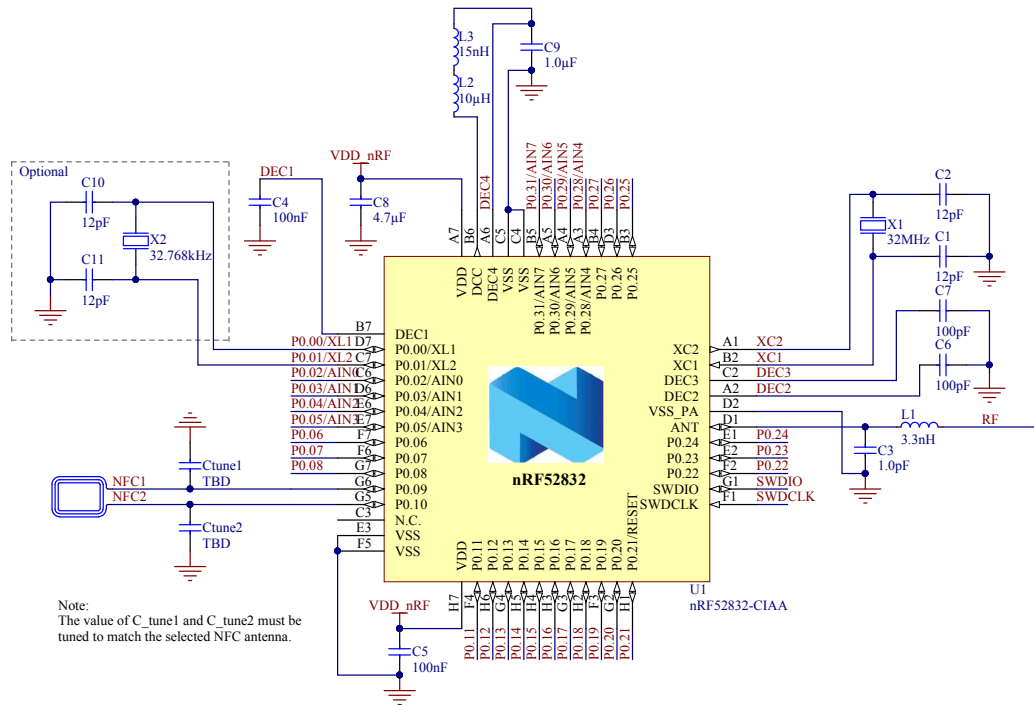 L3
15nH
L2
10µH
C9
1.0µF
Optional
C10
12pF
X2
32.768kHz
C11
12pF
DEC1
C4
100nF
VDD_nRF
C8
4.7µF
DEC4
P0.31/AIN7
P0.30/AIN6
P0.29/AIN5
P0.28/AIN4
P0.27
P0.26
P0.25
A7
B6
A6
C5
C4
B5
A5
A4
A3
B4
D3
B3
VDD
DCC
DEC4
VSS
VSS
P0.31/AIN7
P0.30/AIN6
P0.29/AIN5
P0.28/AIN4
P0.27
P0.26
P0.25
C2
12pF
X1
32MHz
C1
12pF
C7
100pF
C6
100pF
B7 DEC1
P0.00/XL1 D7 P0.00/XL1
P0.01/XL2 C7 P0.01/XL2
P0.02/AIN0 C6 P0.02/AIN0
P0.03/AIN1 D6 P0.03/AIN1
P0.04/AIN2 E6 P0.04/AIN2
P0.05/AIN3 E7 P0.05/AIN3
P0.06 F7 P0.06
P0.07 F6 P0.07
P0.08 G7 P0.08
NFC1 G6 P0.09
NFC2 G5 P0.10
C3 N.C.
E3 VSS
F5 VSS
Ctune1
TBD
Ctune2
TBD
nRF52832
XC2 A1 XC2
XC1 B2 XC1
DEC3 C2 DEC3
DEC2 A2 DEC2
VSS_PA D2
ANT D1
P0.24 E1 P0.24
P0.23 E2 P0.23
P0.22 F2 P0.22
SWDIO G1 SWDIO
SWDCLK F1 SWDCLK
L1
3.3nH
RF
C3
1.0pF
VDD
P0.11
P0.12
P0.13
P0.14
P0.15
P0.16
P0.17
P0.18
P0.19
P0.20
P0.21/RESET
H7
F4
H6
G4
H5
H4
H3
G3
H2
F3
G2
H1
P0.11
P0.12
P0.13
P0.14
P0.15
P0.16
P0.17
P0.18
P0.19
P0.20
P0.21
U1
nRF52832-CIAA
VDD_nRF
C5
100nF
Note:
The value of C_tune1 and C_tune2 must be
tuned to match the selected NFC antenna.